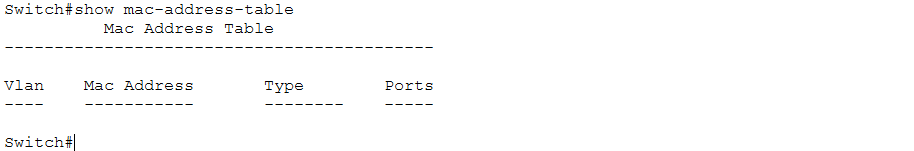 Switch#show mac-address-table
          Mac Address Table
-------------------------------------------
Vlan    Mac Address       Type        Ports
----    -----------       --------    -----
Switch#